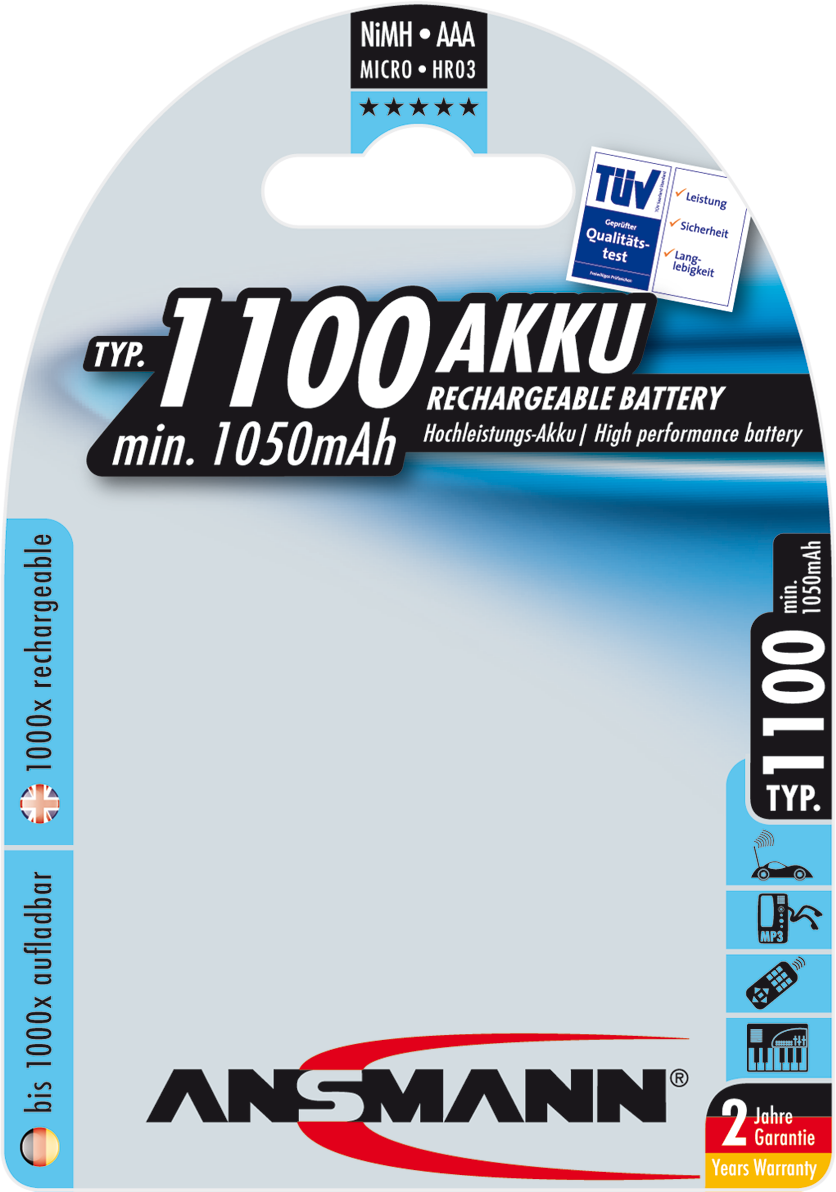 NiMH • AAA
MICRO • HR03
★★★★★
TÜV
Geprüfter
Qualitäts-
test
✓ Leistung
✓ Sicherheit
✓ Lang-
lebigkeit
TYP. 1100 AKKU
RECHARGEABLE BATTERY
min. 1050mAh
Hochleistungs-Akku | High performance battery
1000x rechargeable
bis 1000x aufladbar
min.
1050mAh
TYP. 1100
MP3
ANSMANN®
2 Jahre
Garantie
Years Warranty